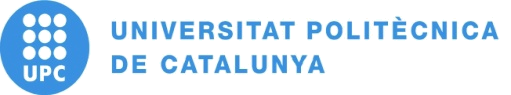 UPC
UNIVERSITAT POLITÈCNICA
DE CATALUNYA